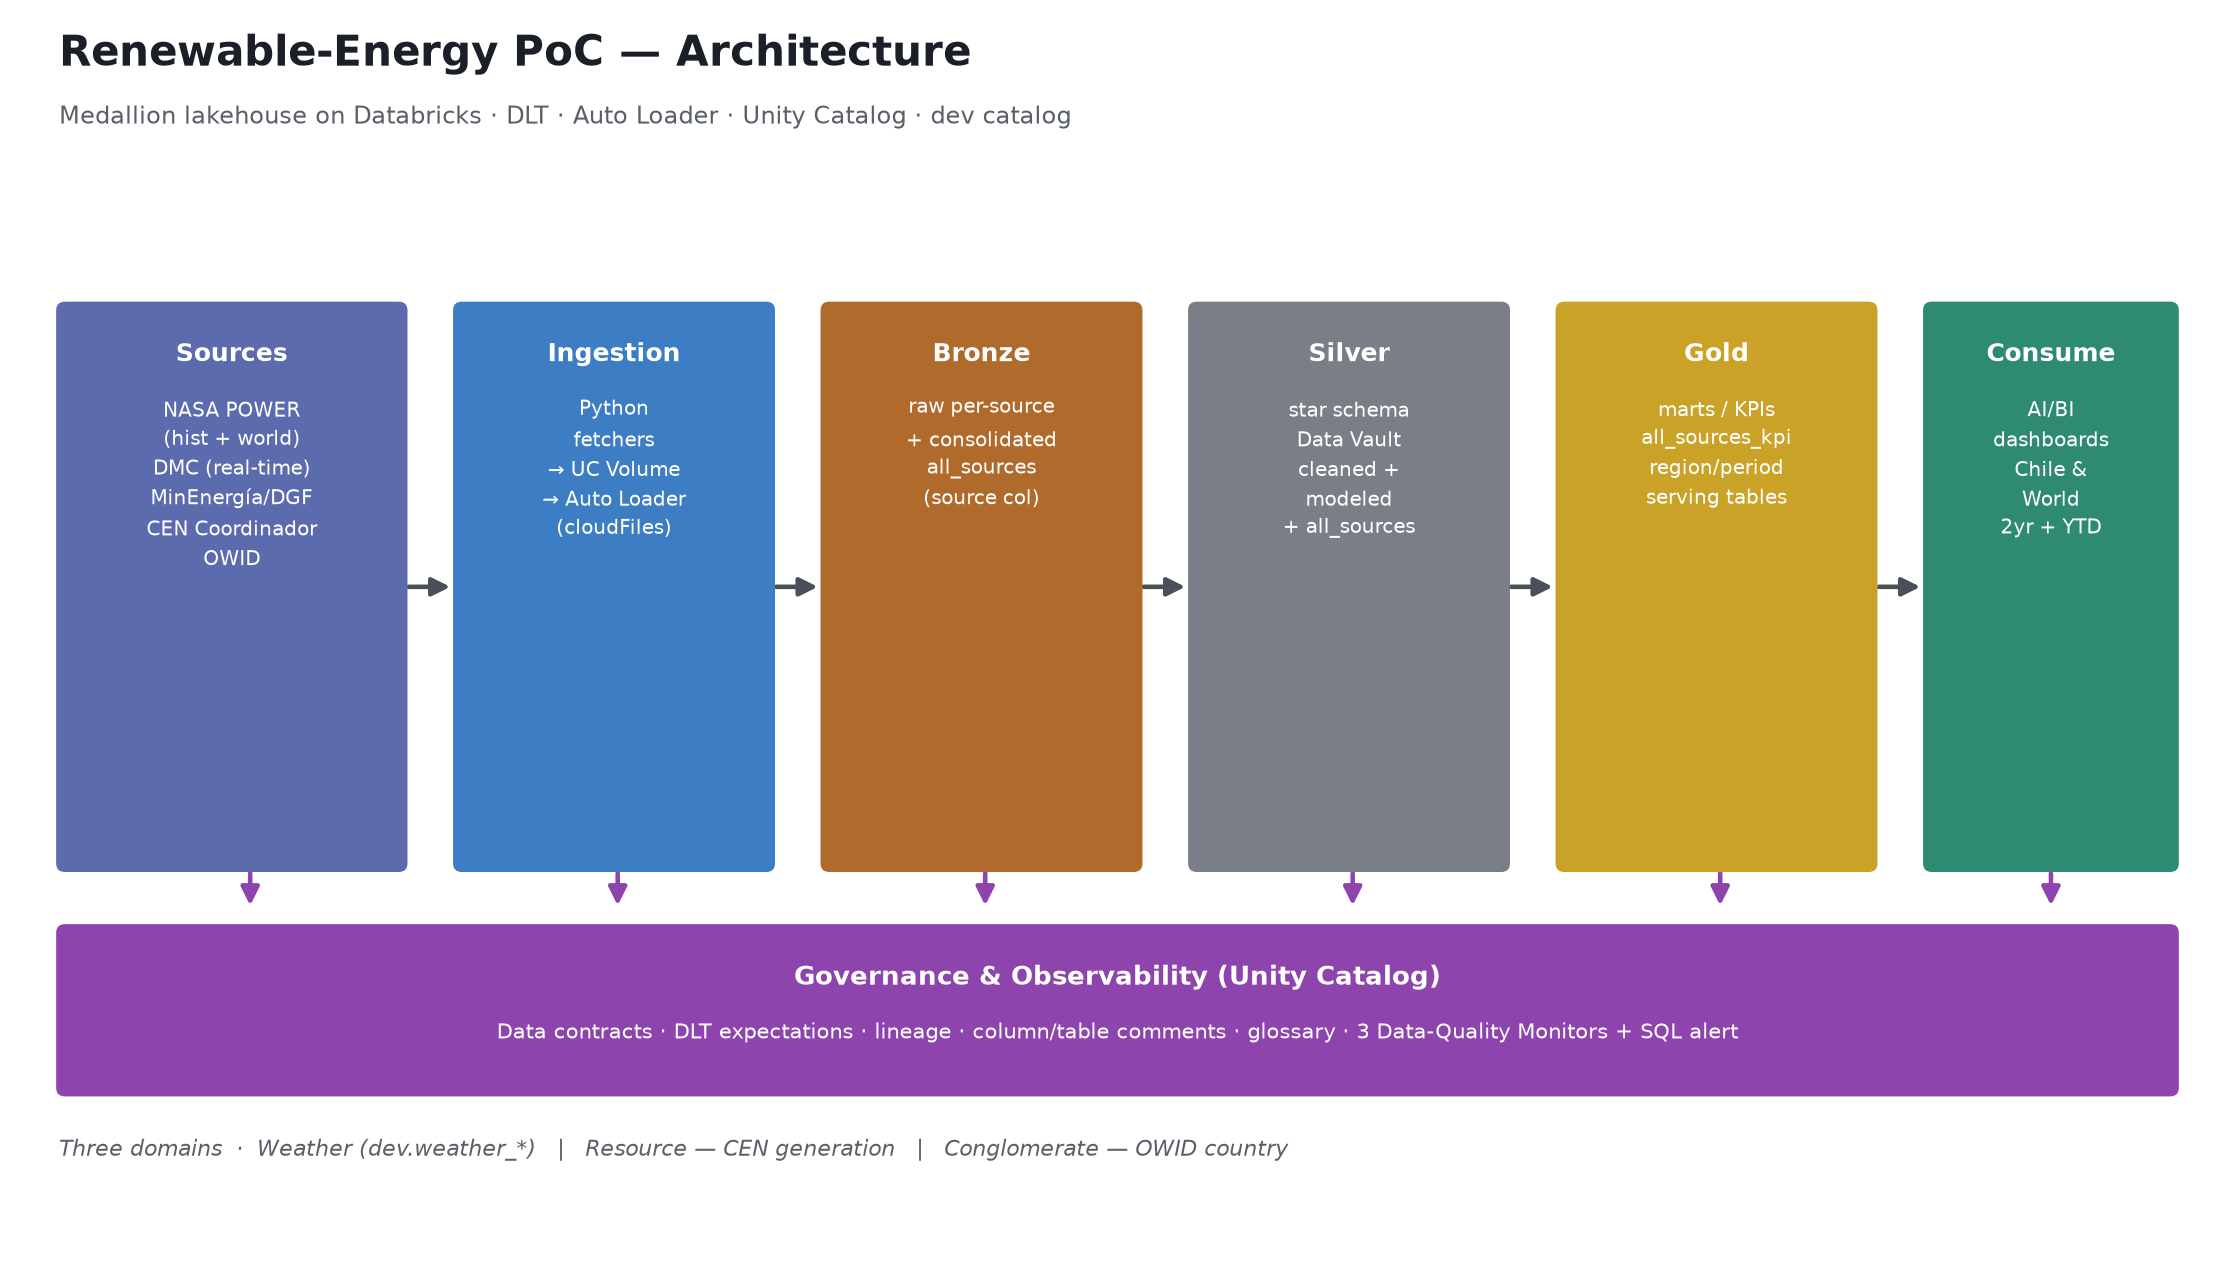 Renewable-Energy PoC — Architecture
Medallion lakehouse on Databricks · DLT · Auto Loader · Unity Catalog · dev catalog
Sources
NASA POWER
(hist + world)
DMC (real-time)
MinEnergía/DGF
CEN Coordinador
OWID
Ingestion
Python
fetchers
→ UC Volume
→ Auto Loader
(cloudFiles)
Bronze
raw per-source
+ consolidated
all_sources
(source col)
Silver
star schema
Data Vault
cleaned +
modeled
+ all_sources
Gold
marts / KPIs
all_sources_kpi
region/period
serving tables
Consume
AI/BI
dashboards
Chile &
World
2yr + YTD
Governance & Observability (Unity Catalog)
Data contracts · DLT expectations · lineage · column/table comments · glossary · 3 Data-Quality Monitors + SQL alert
Three domains · Weather (dev.weather_*) | Resource — CEN generation | Conglomerate — OWID country